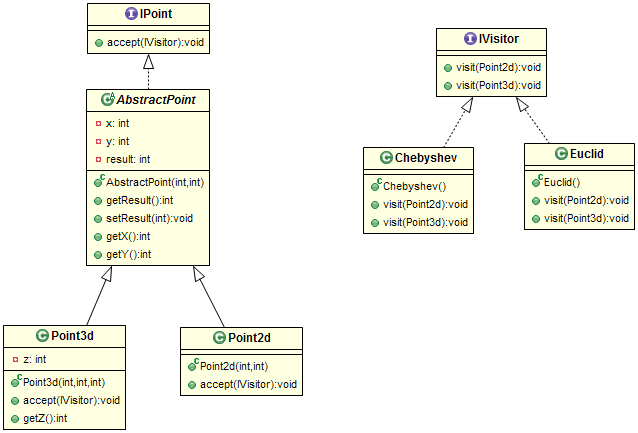 IPoint
accept(IVisitor):void
AbstractPoint
x: int
y: int
result: int
AbstractPoint(int,int)
getResult():int
setResult(int):void
getX():int
getY():int
Point3d
z: int
Point3d(int,int,int)
accept(IVisitor):void
getZ():int
Point2d
Point2d(int,int)
accept(IVisitor):void
IVisitor
visit(Point2d):void
visit(Point3d):void
Chebyshev
Chebyshev()
visit(Point2d):void
visit(Point3d):void
Euclid
Euclid()
visit(Point2d):void
visit(Point3d):void